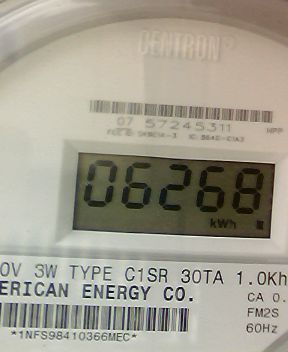 CENTRON®
07 57245311
06268
kWh
0V 3W TYPE C1SR 30TA 1.0Kh
ERICAN ENERGY CO.
CA 0.
FM2S
60Hz
*1NFS98410366MEC*